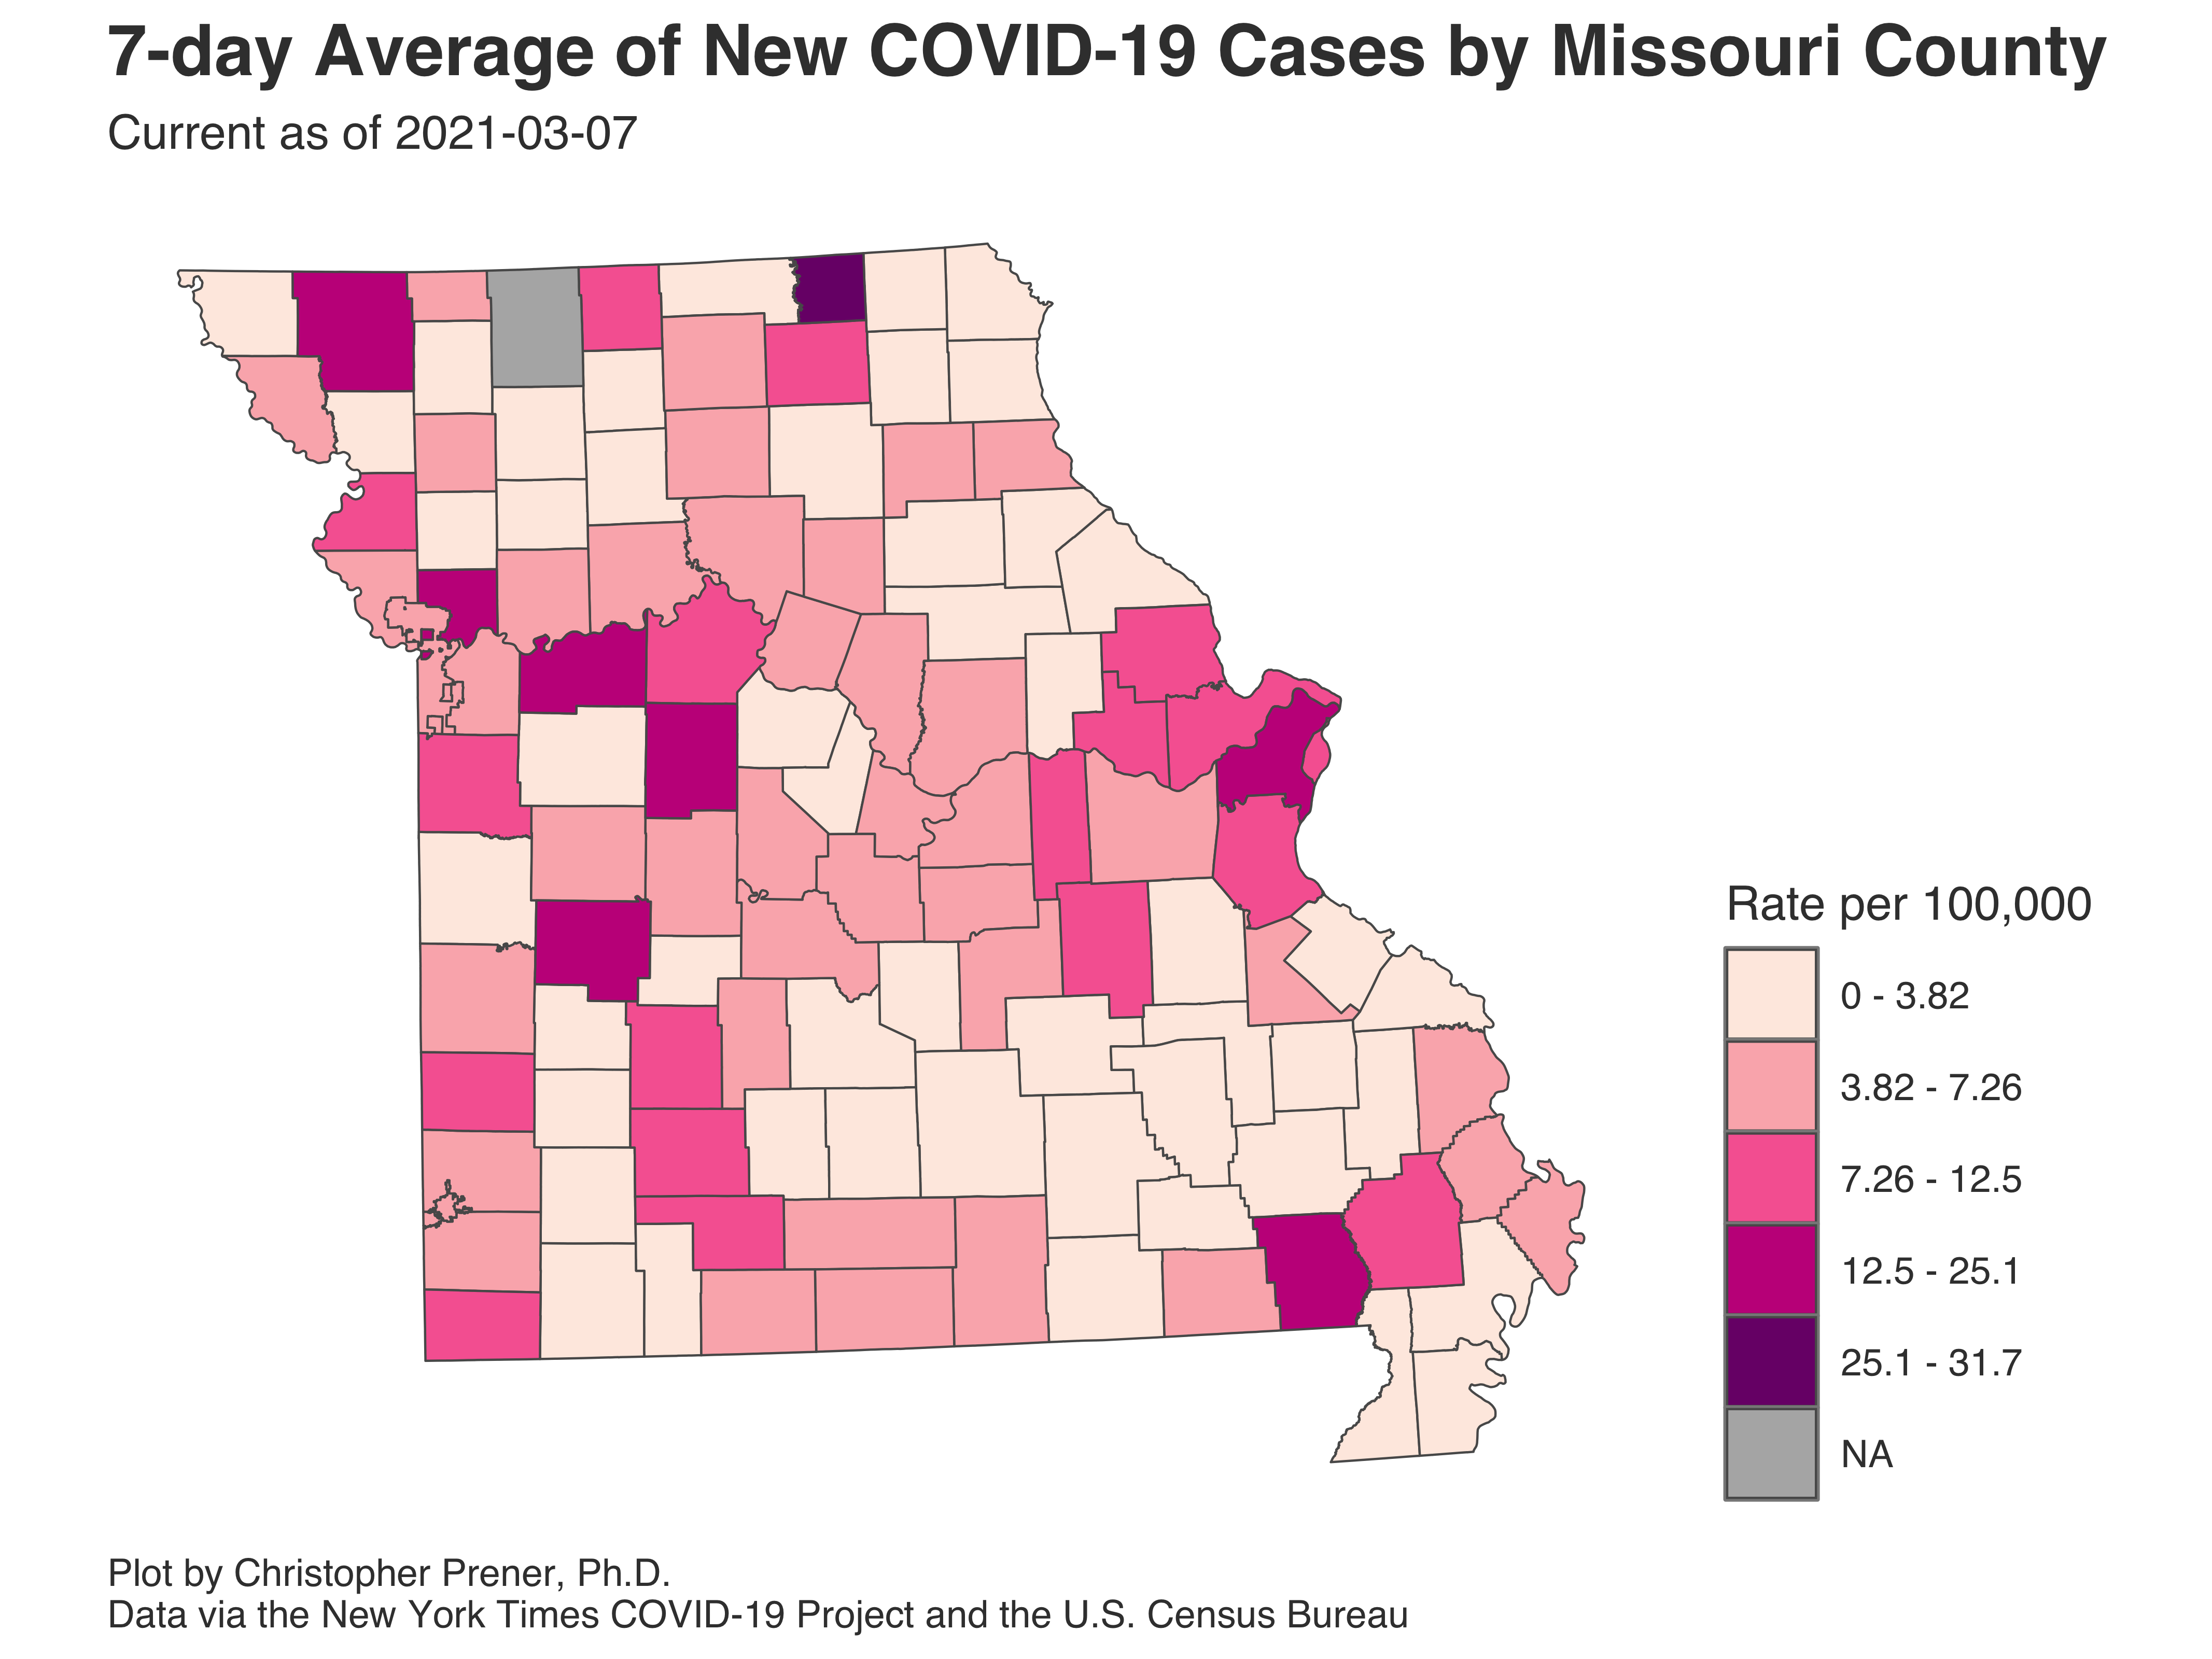 7-day Average of New COVID-19 Cases by Missouri County
Current as of 2021-03-07
Rate per 100,000
0 - 3.82
3.82 - 7.26
7.26 - 12.5
12.5 - 25.1
25.1 - 31.7
NA
Plot by Christopher Prener, Ph.D.
Data via the New York Times COVID-19 Project and the U.S. Census Bureau